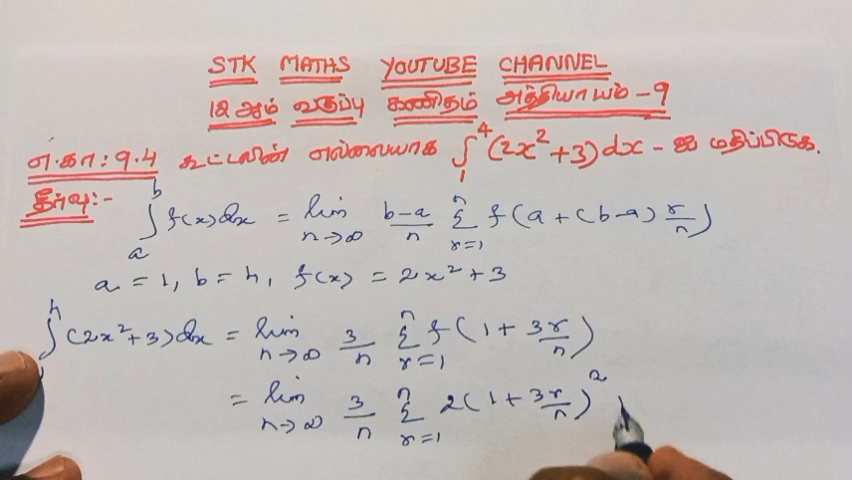 STK MATHS YOUTUBE CHANNEL
12ஆம் வகுப்பு கணிதம் அத்தியாயம் - 9
எ.கா: 9.4 கூட்டலின் எல்லையாக ∫₁⁴ (2x² + 3) dx - ஐ மதிப்பிடுக.
தீர்வு:-
∫ₐᵇ f(x) dx = lim_{n→∞} (b-a)/n Σ_{r=1}^{n} f(a + (b-a) r/n)
a = 1, b = 4, f(x) = 2x² + 3
∫₁⁴ (2x² + 3) dx = lim_{n→∞} 3/n Σ_{r=1}^{n} f(1 + 3r/n)
= lim_{n→∞} 3/n Σ_{r=1}^{n} 2(1 + 3r/n)²